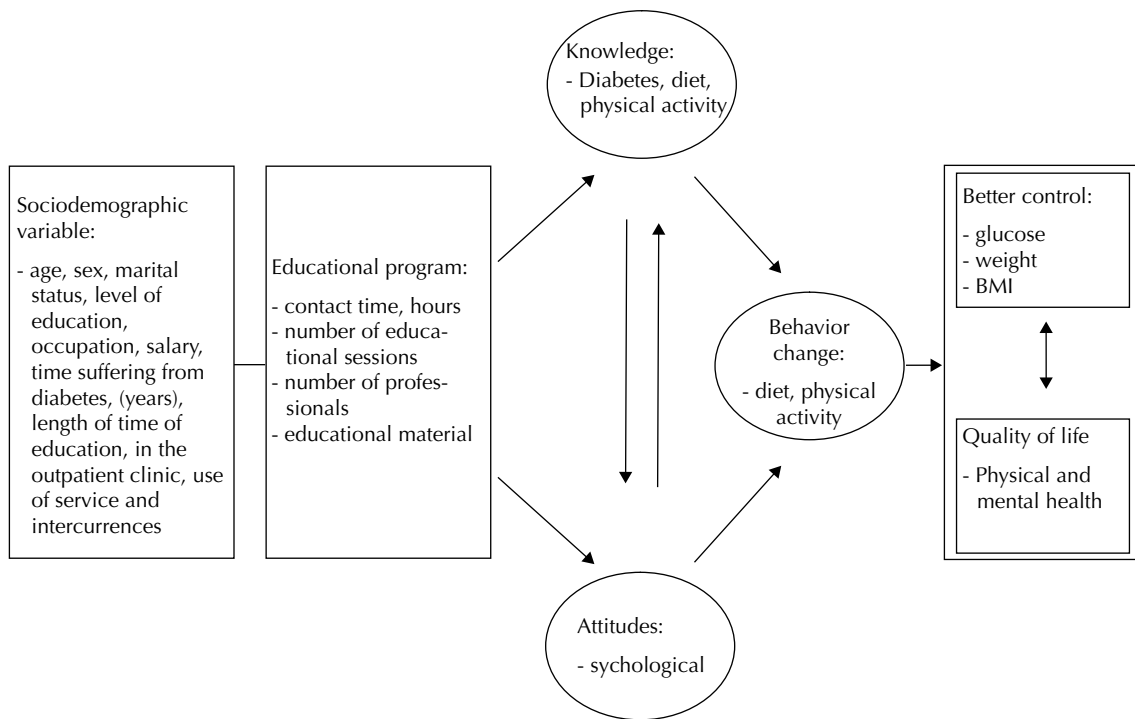 Sociodemographic
variable:
- age, sex, marital
status, level of
education,
occupation, salary,
time suffering from
diabetes, (years),
length of time of
education, in the
outpatient clinic, use
of service and
intercurrences
Educational program:
- contact time, hours
- number of educa-
tional sessions
- number of profes-
sionals
- educational material
Knowledge:
- Diabetes, diet,
physical activity
Attitudes:
- sychological
Behavior
change:
- diet, physical
activity
Better control:
- glucose
- weight
- BMI
Quality of life
- Physical and
mental health